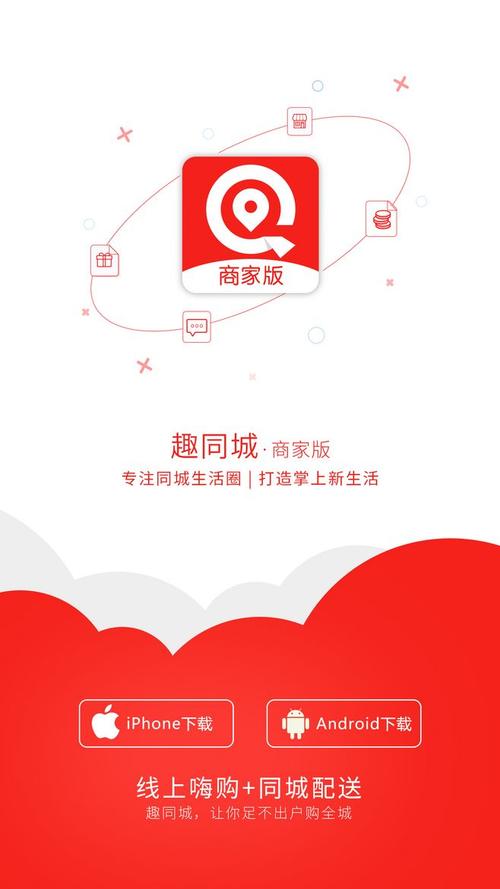 商家版
趣同城·商家版
专注同城生活圈 | 打造掌上新生活
iPhone下载
Android下载
线上嗨购+同城配送
趣同城，让你足不出户购全城